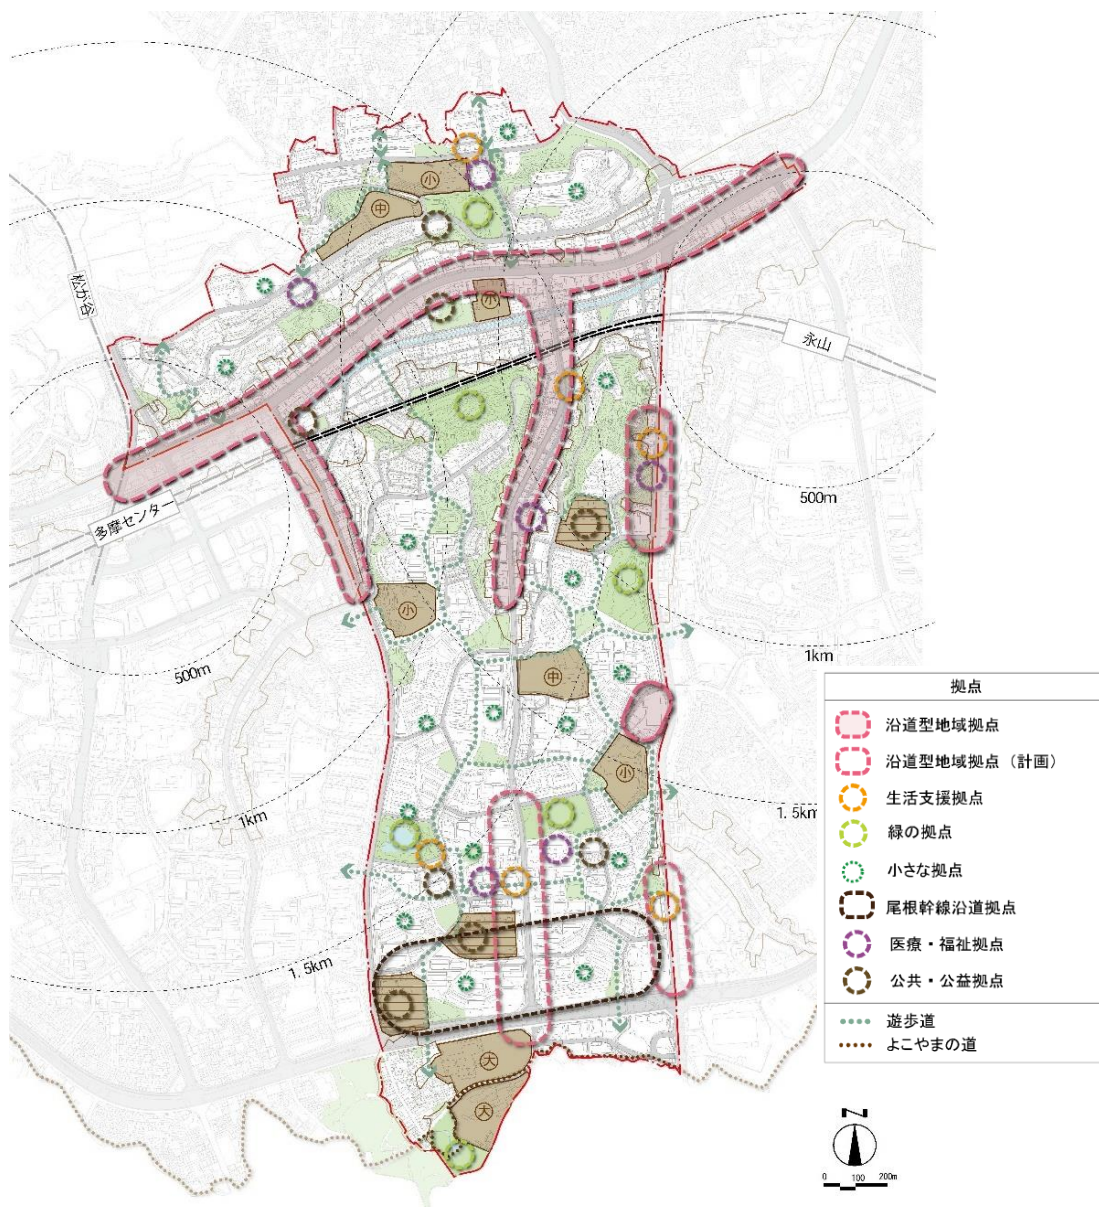 小
中
松が谷
小
永山
多摩センター
500m
500m
小
1km
中
小
1.5km
1km
1.5km
大
大
拠点
沿道型地域拠点
沿道型地域拠点（計画）
生活支援拠点
緑の拠点
小さな拠点
尾根幹線沿道拠点
医療・福祉拠点
公共・公益拠点
遊歩道
よこやまの道
N
0 100 200m